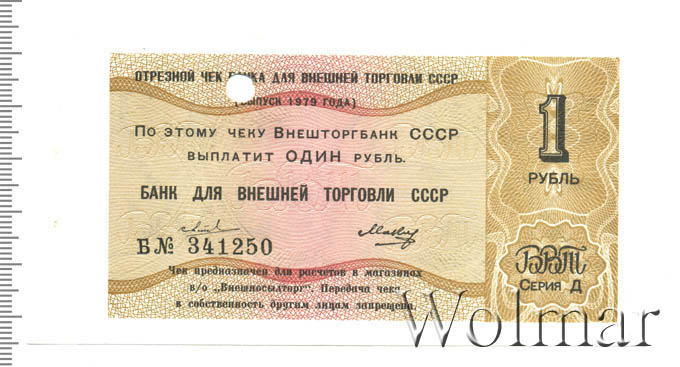 ОТРЕЗНОЙ ЧЕК БАНКА ДЛЯ ВНЕШНЕЙ ТОРГОВЛИ СССР
(ВЫПУСК 1979 ГОДА)
По этому чеку Внешторгбанк СССР
выплатит ОДИН рубль.
БАНК ДЛЯ ВНЕШНЕЙ ТОРГОВЛИ СССР
Б № 341250
Чек предназначен для расчетов в магазинах
в/о „Внешпосылторг". Передача чека
в собственность другим лицам запрещена.
1
РУБЛЬ
ВВТ
Серия Д
Wolmar